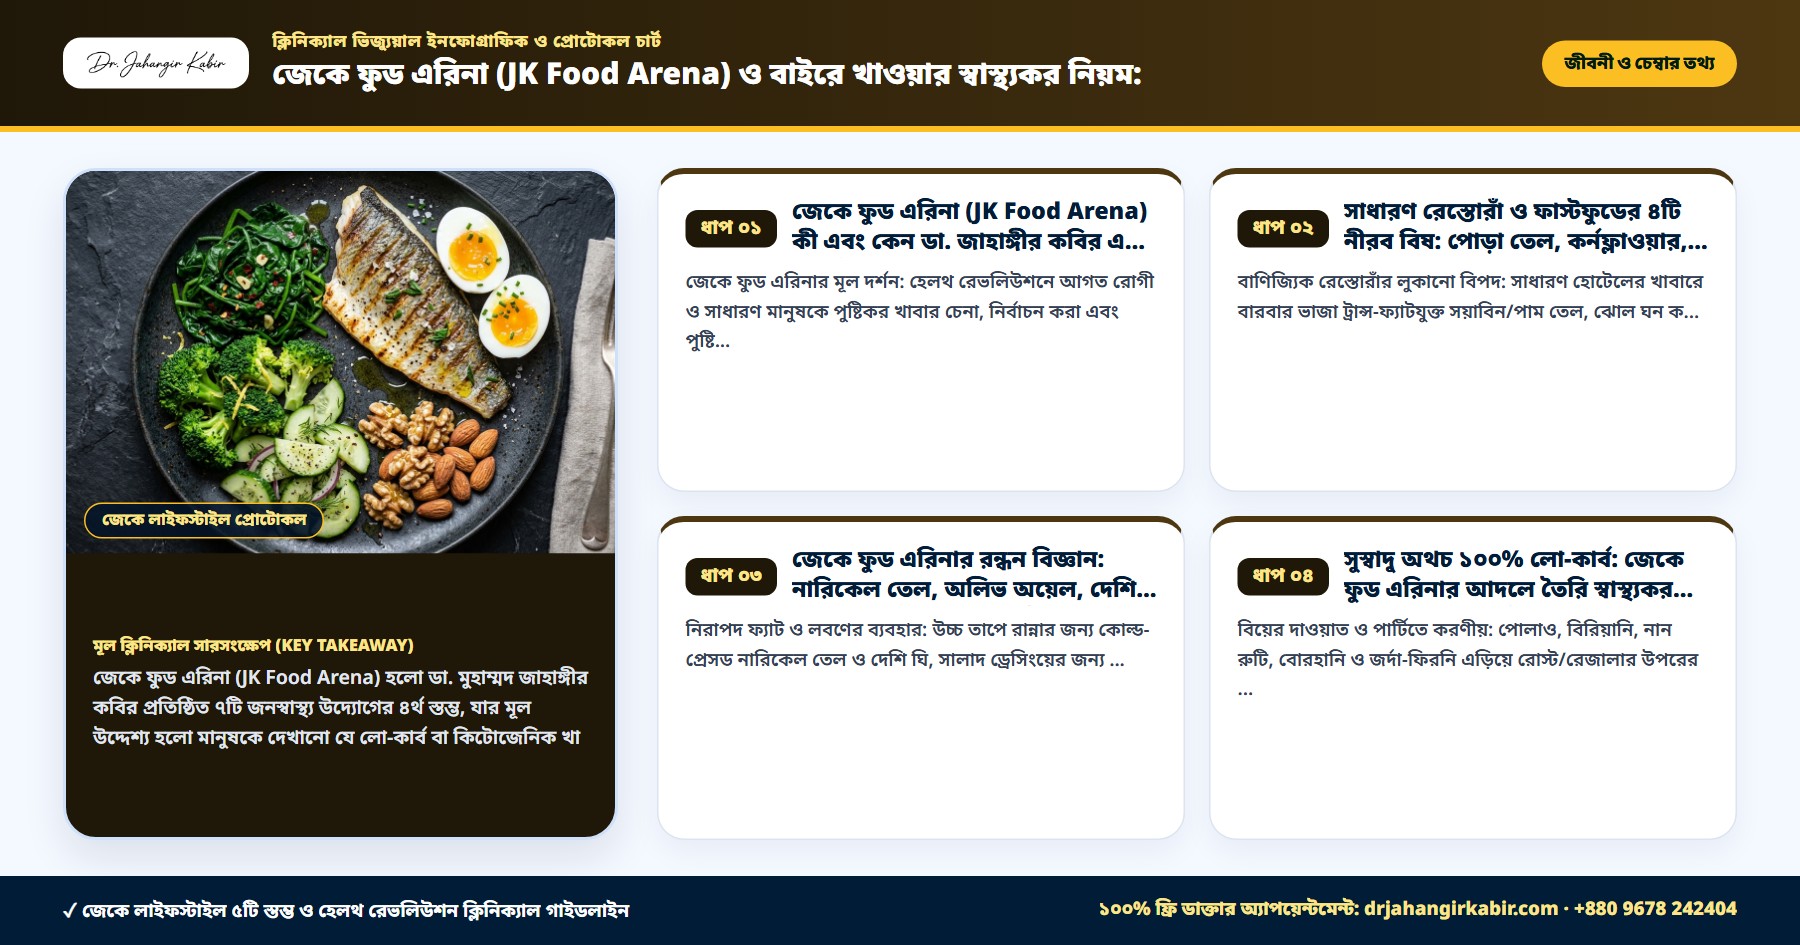 Dr. Jahangir Kabir
ক্লিনিক্যাল ভিজ্যুয়াল ইনফোগ্রাফিক ও প্রোটোকল চার্ট
জেকে ফুড এরিনা (JK Food Arena) ও বাইরে খাওয়ার স্বাস্থ্যকর নিয়ম:
জীবনী ও চেম্বার তথ্য
জেকে লাইফস্টাইল প্রোটোকল
মূল ক্লিনিক্যাল সারসংক্ষেপ (KEY TAKEAWAY)
জেকে ফুড এরিনা (JK Food Arena) হলো ডা. মুহাম্মদ জাহাঙ্গীর
কবির প্রতিষ্ঠিত ৭টি জনস্বাস্থ্য উদ্যোগের ৪র্থ স্তম্ভ, যার মূল
উদ্দেশ্য হলো মানুষকে দেখানো যে লো-কার্ব বা কিটোজেনিক খা
ধাপ ০১
জেকে ফুড এরিনা (JK Food Arena)
কী এবং কেন ডা. জাহাঙ্গীর কবির এ...
জেকে ফুড এরিনার মূল দর্শন: হেলথ রেভলিউশনে আগত রোগী
ও সাধারণ মানুষকে পুষ্টিকর খাবার চেনা, নির্বাচন করা এবং
পুষ্টি...
ধাপ ০২
সাধারণ রেস্তোরাঁ ও ফাস্টফুডের ৪টি
নীরব বিষ: পোড়া তেল, কর্নফ্লাওয়ার,...
বাণিজ্যিক রেস্তোরাঁর লুকানো বিপদ: সাধারণ হোটেলের খাবারে
বারবার ভাজা ট্রান্স-ফ্যাটযুক্ত সয়াবিন/পাম তেল, ঝোল ঘন ক...
ধাপ ০৩
জেকে ফুড এরিনার রন্ধন বিজ্ঞান:
নারিকেল তেল, অলিভ অয়েল, দেশি...
নিরাপদ ফ্যাট ও লবণের ব্যবহার: উচ্চ তাপে রান্নার জন্য কোল্ড-
প্রেসড নারিকেল তেল ও দেশি ঘি, সালাদ ড্রেসিংয়ের জন্য ...
ধাপ ০৪
সুস্বাদু অথচ ১০০% লো-কার্ব: জেকে
ফুড এরিনার আদলে তৈরি স্বাস্থ্যকর...
বিয়ের দাওয়াত ও পার্টিতে করণীয়: পোলাও, বিরিয়ানি, নান
রুটি, বোরহানি ও জর্দা-ফিরনি এড়িয়ে রোস্ট/রেজালার উপরের
...
✓ জেকে লাইফস্টাইল ৫টি স্তম্ভ ও হেলথ রেভলিউশন ক্লিনিক্যাল গাইডলাইন
১০০% ফ্রি ডাক্তার অ্যাপয়েন্টমেন্ট: drjahangirkabir.com · +880 9678 242404